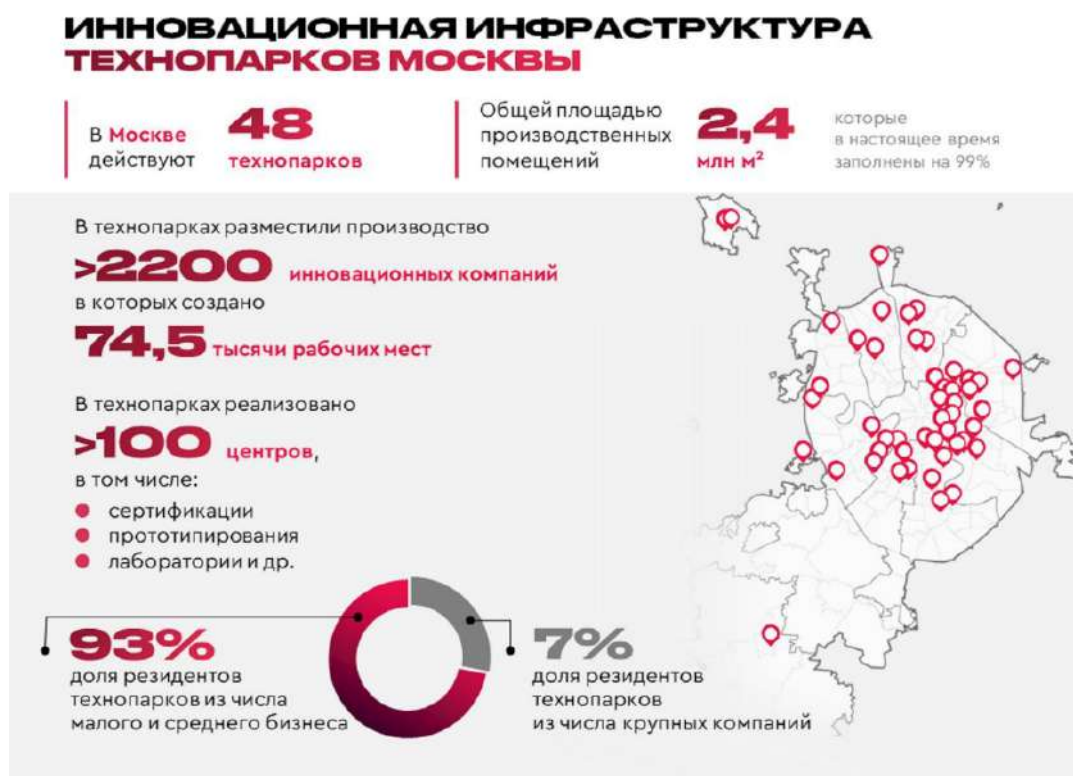 ИННОВАЦИОННАЯ ИНФРАСТРУКТУРА
ТЕХНОПАРКОВ МОСКВЫ
В Москве
действуют
48
технопарков
Общей площадью
производственных
помещений
2,4
млн м²
которые
в настоящее время
заполнены на 99%
В технопарках разместили производство
>2200 инновационных компаний
в которых создано
74,5 тысячи рабочих мест
В технопарках реализовано
>100 центров,
в том числе:
сертификации
прототипирования
лаборатории и др.
93%
доля резидентов
технопарков из числа
малого и среднего бизнеса
7%
доля резидентов
технопарков
из числа крупных компаний